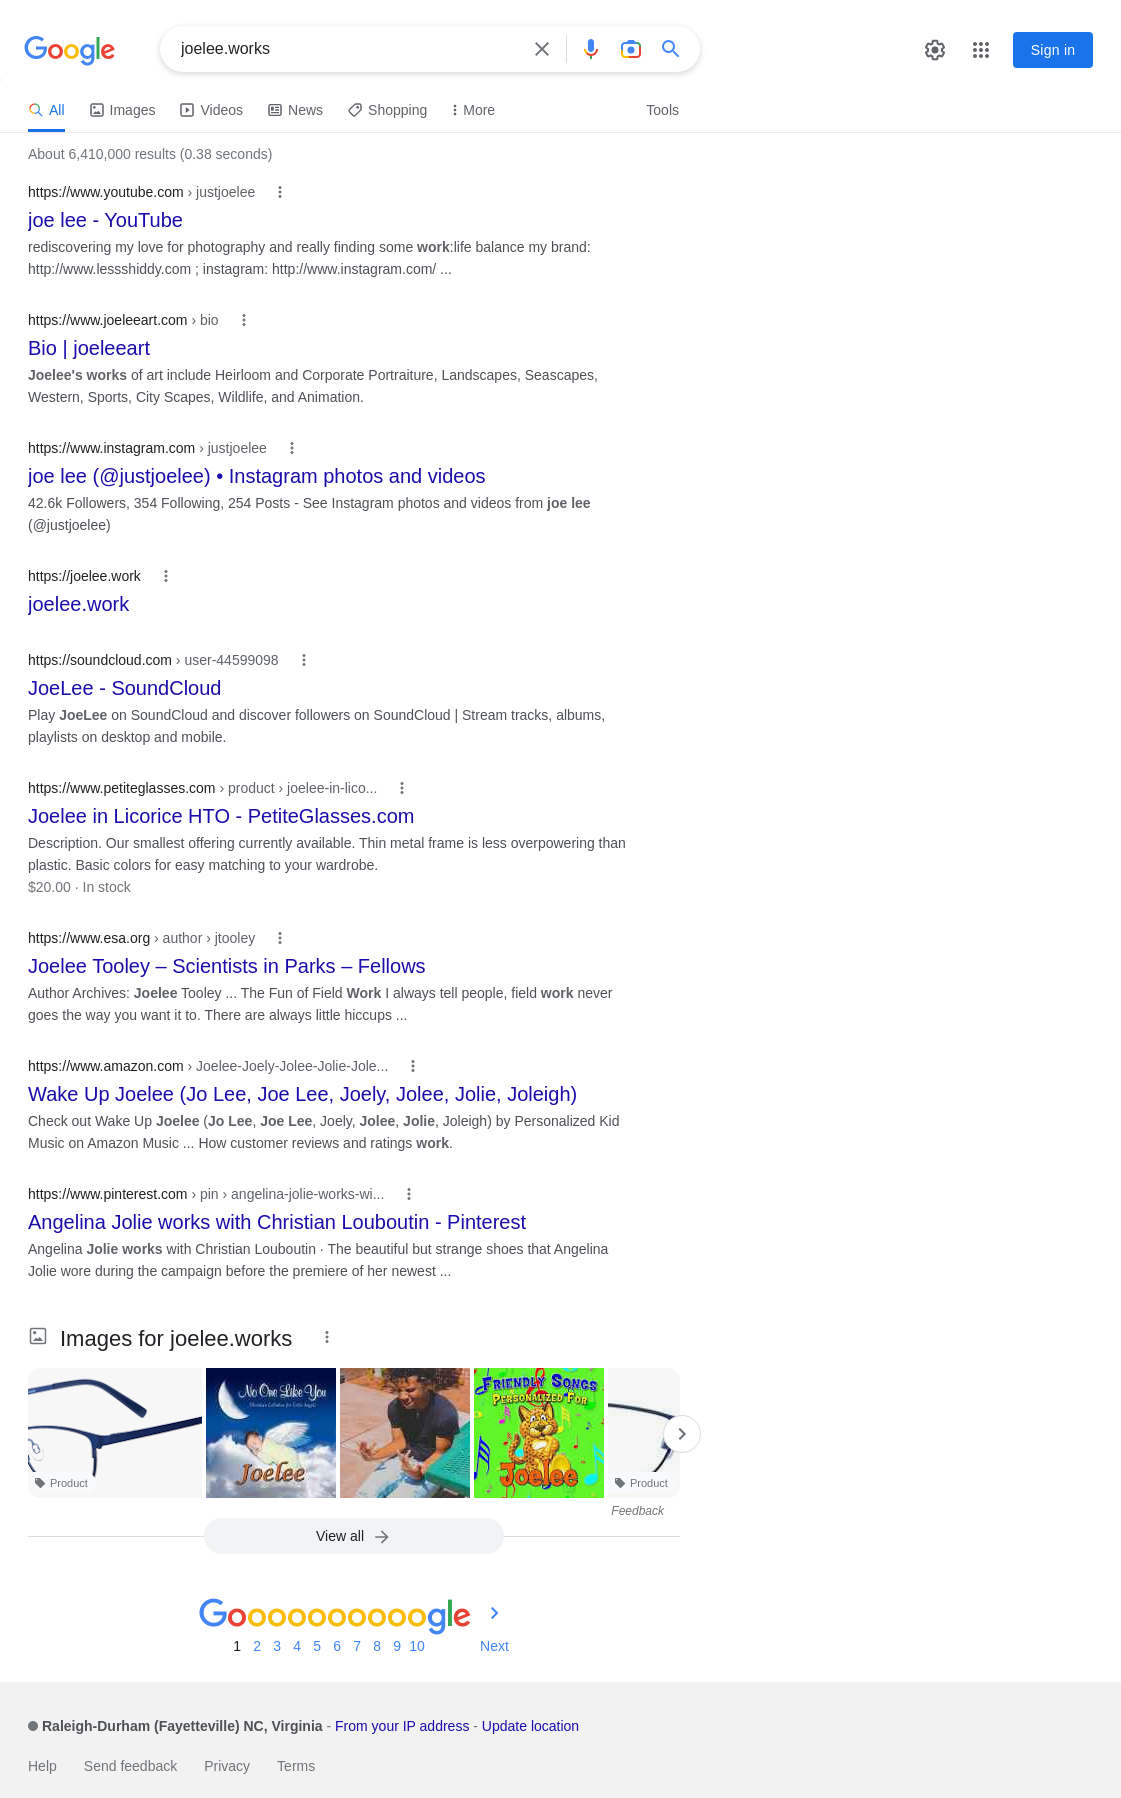 Google
joelee.works
Sign in
All
Images
Videos
News
Shopping
More
Tools
About 6,410,000 results (0.38 seconds)
https://www.youtube.com › justjoelee
joe lee - YouTube
rediscovering my love for photography and really finding some work:life balance my brand:
http://www.lessshiddy.com ; instagram: http://www.instagram.com/ ...
https://www.joeleeart.com › bio
Bio | joeleeart
Joelee's works of art include Heirloom and Corporate Portraiture, Landscapes, Seascapes,
Western, Sports, City Scapes, Wildlife, and Animation.
https://www.instagram.com › justjoelee
joe lee (@justjoelee) • Instagram photos and videos
42.6k Followers, 354 Following, 254 Posts - See Instagram photos and videos from joe lee
(@justjoelee)
https://joelee.work
joelee.work
https://soundcloud.com › user-44599098
JoeLee - SoundCloud
Play JoeLee on SoundCloud and discover followers on SoundCloud | Stream tracks, albums,
playlists on desktop and mobile.
https://www.petiteglasses.com › product › joelee-in-lico...
Joelee in Licorice HTO - PetiteGlasses.com
Description. Our smallest offering currently available. Thin metal frame is less overpowering than
plastic. Basic colors for easy matching to your wardrobe.
$20.00 · In stock
https://www.esa.org › author › jtooley
Joelee Tooley – Scientists in Parks – Fellows
Author Archives: Joelee Tooley ... The Fun of Field Work I always tell people, field work never
goes the way you want it to. There are always little hiccups ...
https://www.amazon.com › Joelee-Joely-Jolee-Jolie-Jole...
Wake Up Joelee (Jo Lee, Joe Lee, Joely, Jolee, Jolie, Joleigh)
Check out Wake Up Joelee (Jo Lee, Joe Lee, Joely, Jolee, Jolie, Joleigh) by Personalized Kid
Music on Amazon Music ... How customer reviews and ratings work.
https://www.pinterest.com › pin › angelina-jolie-works-wi...
Angelina Jolie works with Christian Louboutin - Pinterest
Angelina Jolie works with Christian Louboutin · The beautiful but strange shoes that Angelina
Jolie wore during the campaign before the premiere of her newest ...
Images for joelee.works
No One Like You
Joelee
FRIENDLY SONGS
PERSONALIZED FOR
Joelee
Product
Product
Feedback
View all
Goooooooooogle
1 2 3 4 5 6 7 8 9 10 Next
Raleigh-Durham (Fayetteville) NC, Virginia - From your IP address - Update location
Help
Send feedback
Privacy
Terms